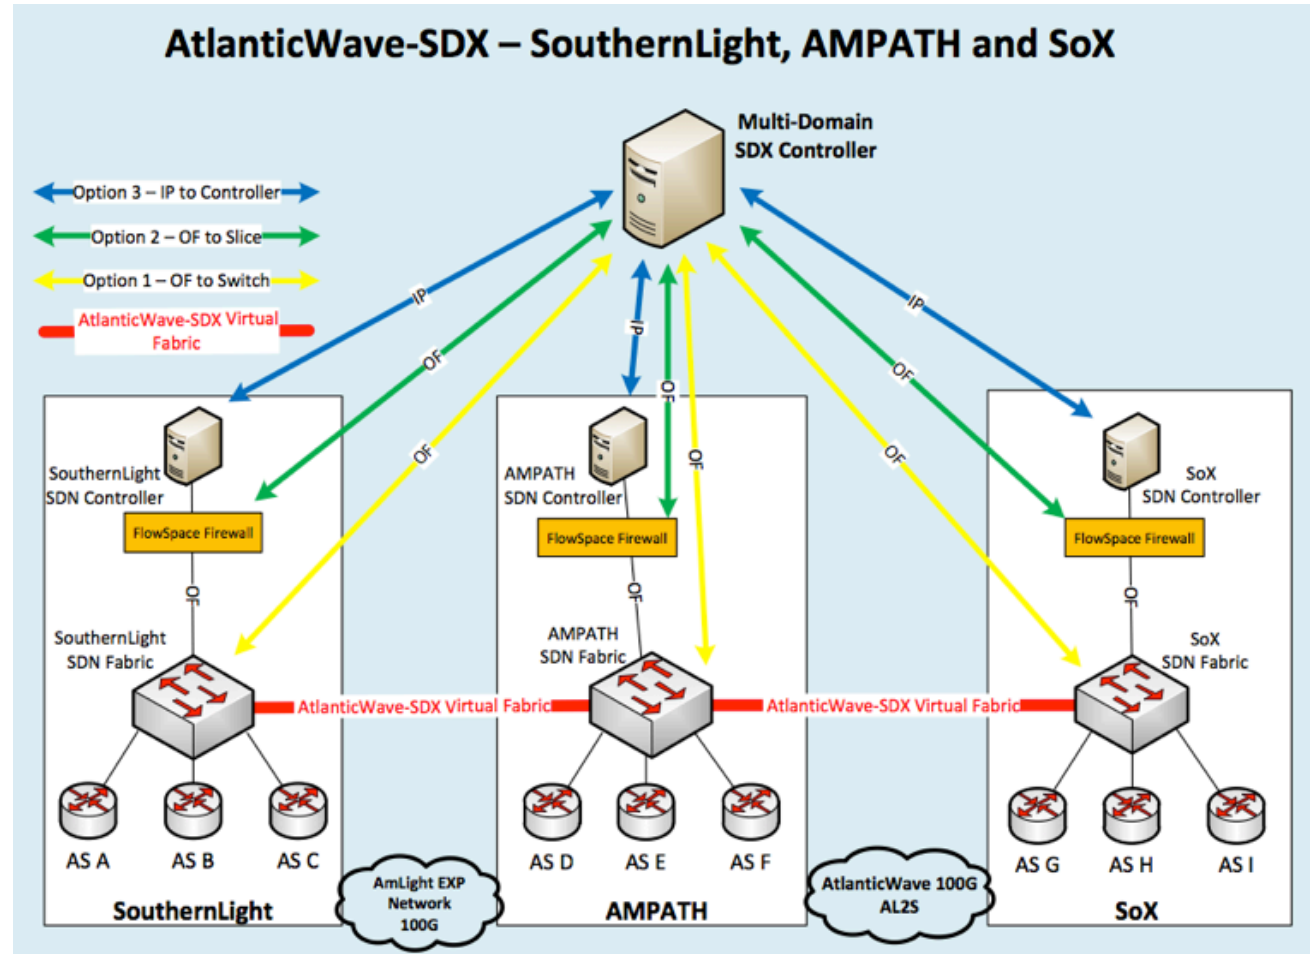 AtlanticWave-SDX – SouthernLight, AMPATH and SoX
Multi-Domain
SDX Controller
Option 3 – IP to Controller
Option 2 – OF to Slice
Option 1 – OF to Switch
AtlanticWave-SDX Virtual
Fabric
IP
OF
OF
IP
OF
OF
IP
OF
OF
SouthernLight
SDN Controller
FlowSpace Firewall
OF
SouthernLight
SDN Fabric
AMPATH
SDN Controller
FlowSpace Firewall
OF
AMPATH
SDN Fabric
SoX
SDN Controller
FlowSpace Firewall
OF
SoX
SDN Fabric
AtlanticWave-SDX Virtual Fabric
AtlanticWave-SDX Virtual Fabric
AS A
AS B
AS C
AS D
AS E
AS F
AS G
AS H
AS I
AmLight EXP
Network
100G
AtlanticWave 100G
AL2S
SouthernLight
AMPATH
SoX